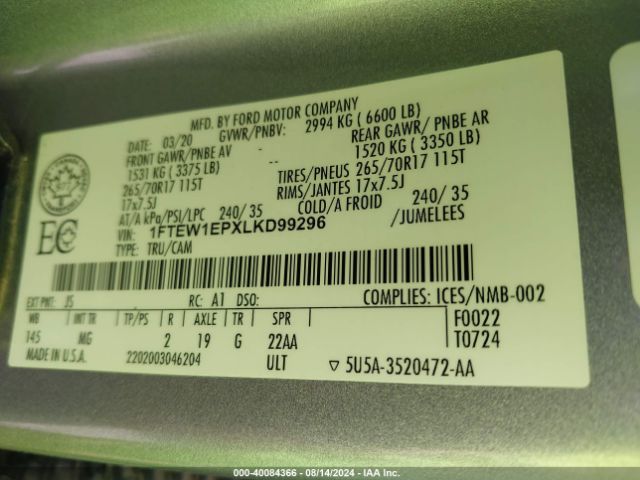 MFD. BY FORD MOTOR COMPANY
DATE: 03/20 GVWR/PNBV: 2994 KG ( 6600 LB)
FRONT GAWR/PNBE AV -- REAR GAWR/ PNBE AR
1531 KG ( 3375 LB) 1520 KG ( 3350 LB)
265/70R17 115T TIRES/PNEUS 265/70R17 115T
17x7.5J RIMS/JANTES 17x7.5J
AT/A kPa/PSI/LPC 240/ 35 COLD/A FROID 240/ 35
VIN: 1FTEW1EPXLKD99296 /JUMELEES
TYPE: TRU/CAM
EC
EXT PNT: J5 RC: A1 DSO: COMPLIES: ICES/NMB-002
WB INT TR TP/PS R AXLE TR SPR F0022
145 MG 2 19 G 22AA T0724
MADE IN U.S.A. 2202003046204 ULT ▽ 5U5A-3520472-AA
000-40084366 - 08/14/2024 - IAA Inc.